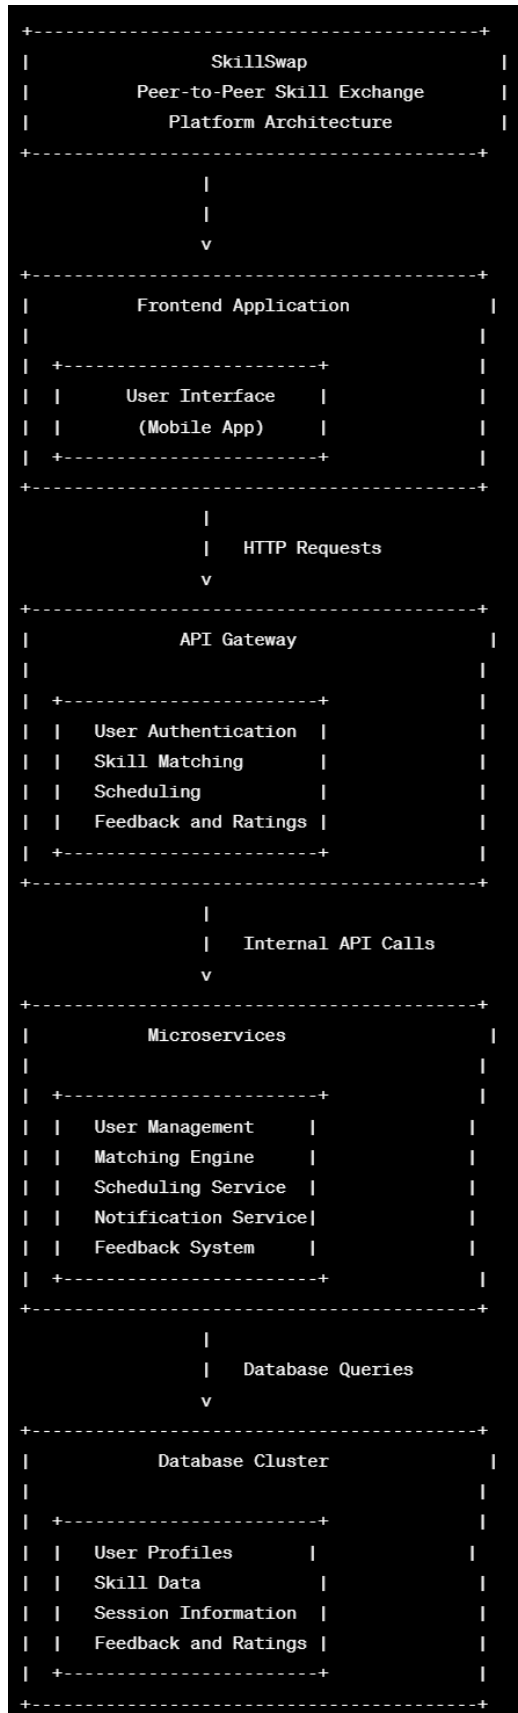 +------------------------------------------+
|                 SkillSwap                  |
|          Peer-to-Peer Skill Exchange       |
|             Platform Architecture          |
+------------------------------------------+
                 |
                 |
                 v
+------------------------------------------+
|          Frontend Application             |
|                                          |
|  +------------------------+              |
|  |      User Interface    |              |
|  |       (Mobile App)     |              |
|  +------------------------+              |
+------------------------------------------+
                 |
                 |   HTTP Requests
                 v
+------------------------------------------+
|              API Gateway                  |
|                                          |
|  +------------------------+              |
|  |   User Authentication  |              |
|  |   Skill Matching       |              |
|  |   Scheduling           |              |
|  |   Feedback and Ratings |              |
|  +------------------------+              |
+------------------------------------------+
                 |
                 |   Internal API Calls
                 v
+------------------------------------------+
|           Microservices                   |
|                                          |
|  +------------------------+              |
|  |   User Management     |              |
|  |   Matching Engine     |              |
|  |   Scheduling Service  |              |
|  |   Notification Service|              |
|  |   Feedback System     |              |
|  +------------------------+              |
+------------------------------------------+
                 |
                 |   Database Queries
                 v
+------------------------------------------+
|            Database Cluster               |
|                                          |
|  +------------------------+              |
|  |   User Profiles       |              |
|  |   Skill Data           |              |
|  |   Session Information  |              |
|  |   Feedback and Ratings |              |
|  +------------------------+              |
+------------------------------------------+